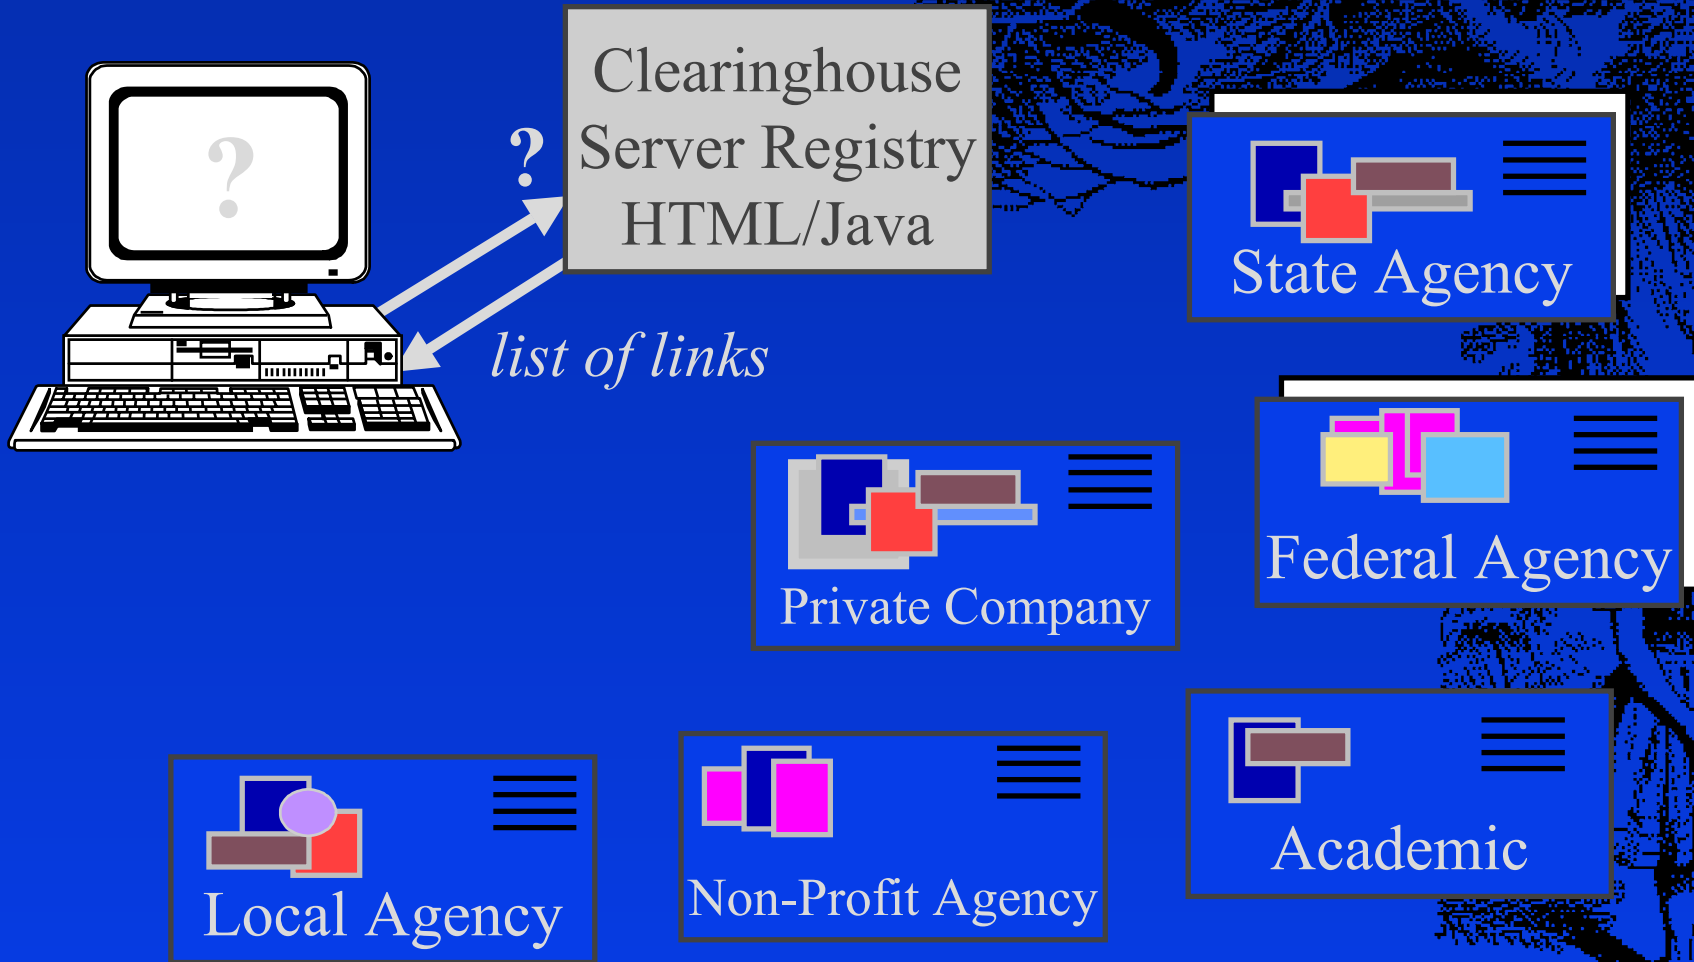 ?
?
Clearinghouse
Server Registry
HTML/Java
list of links
State Agency
Federal Agency
Private Company
Academic
Non-Profit Agency
Local Agency